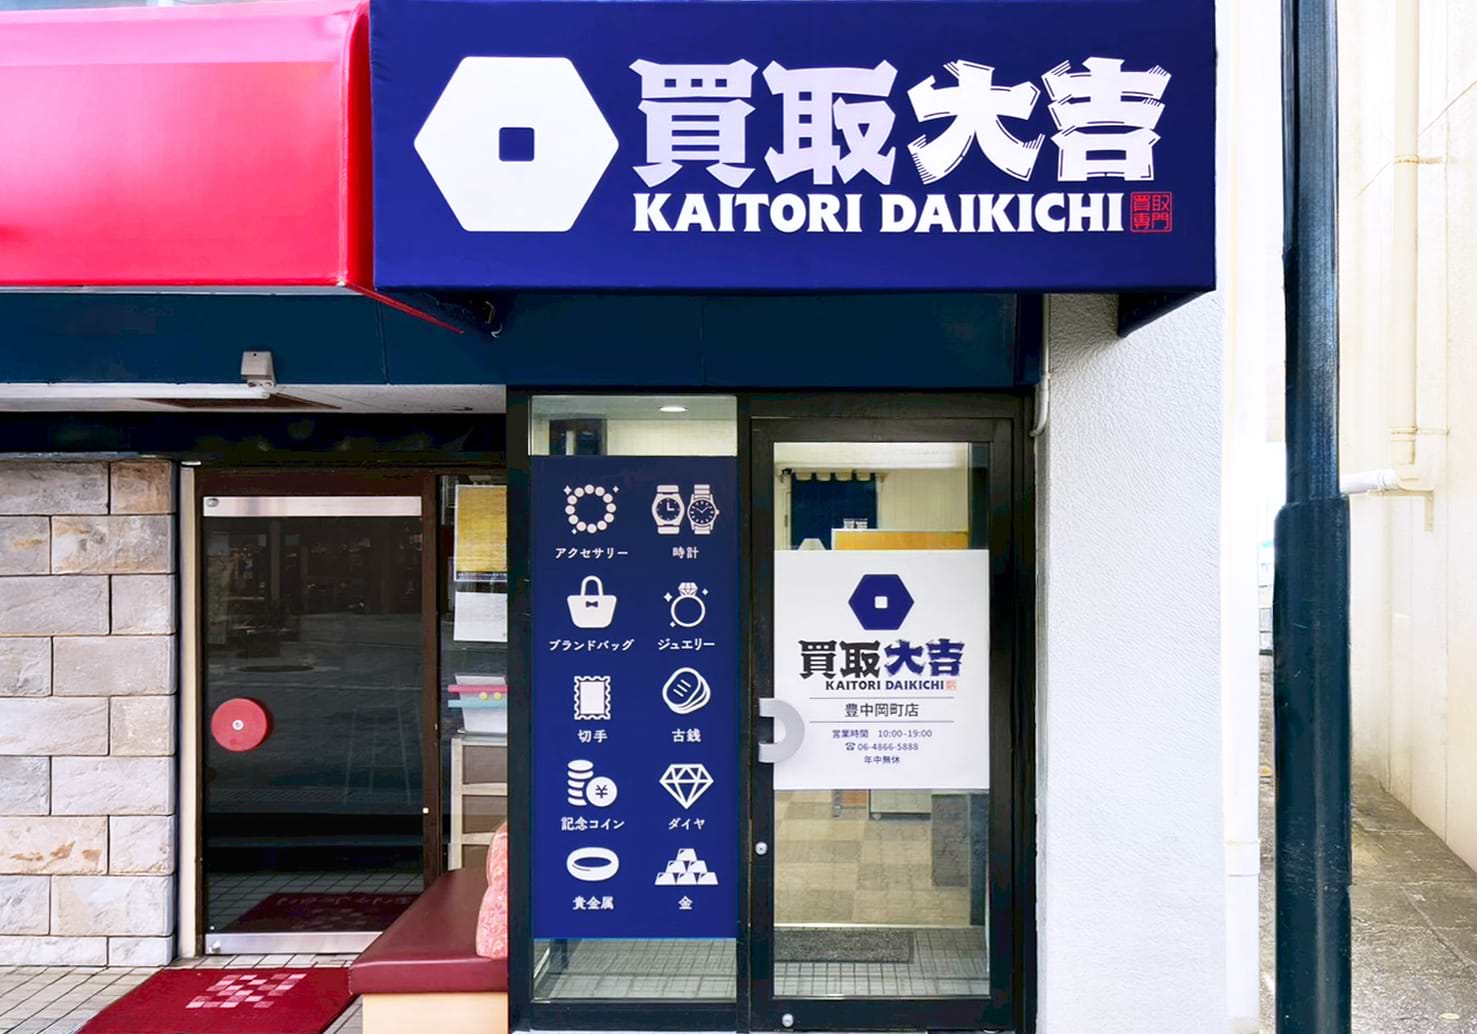 買取大吉
KAITORI DAIKICHI
買取
専門
アクセサリー
時計
ブランドバッグ
ジュエリー
切手
古銭
記念コイン
ダイヤ
貴金属
金
買取大吉
KAITORI DAIKICHI
豊中岡町店
営業時間 10:00-19:00
☎06-4866-5888
年中無休